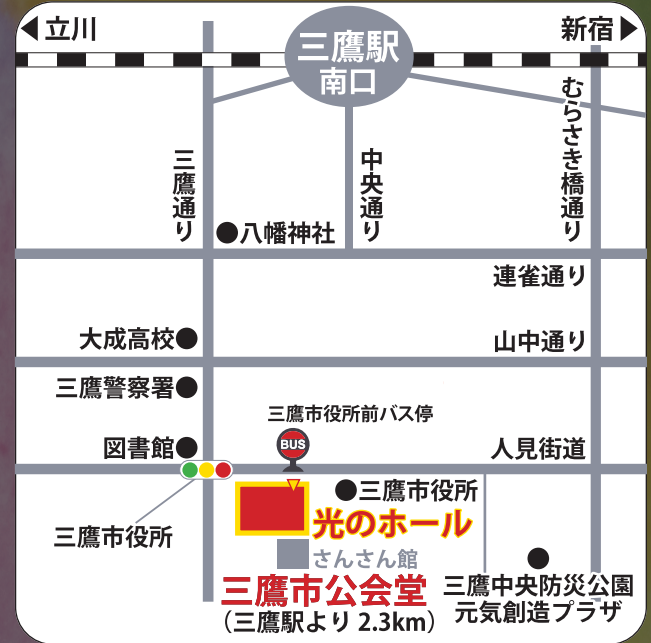 立川
新宿
三鷹駅
南口
三鷹通り
中央通り
むらさき橋通り
八幡神社
連雀通り
大成高校
山中通り
三鷹警察署
三鷹市役所前バス停
図書館
BUS
人見街道
三鷹市役所
光のホール
三鷹市役所
さんさん館
三鷹市公会堂
(三鷹駅より 2.3km)
三鷹中央防災公園
元気創造プラザ